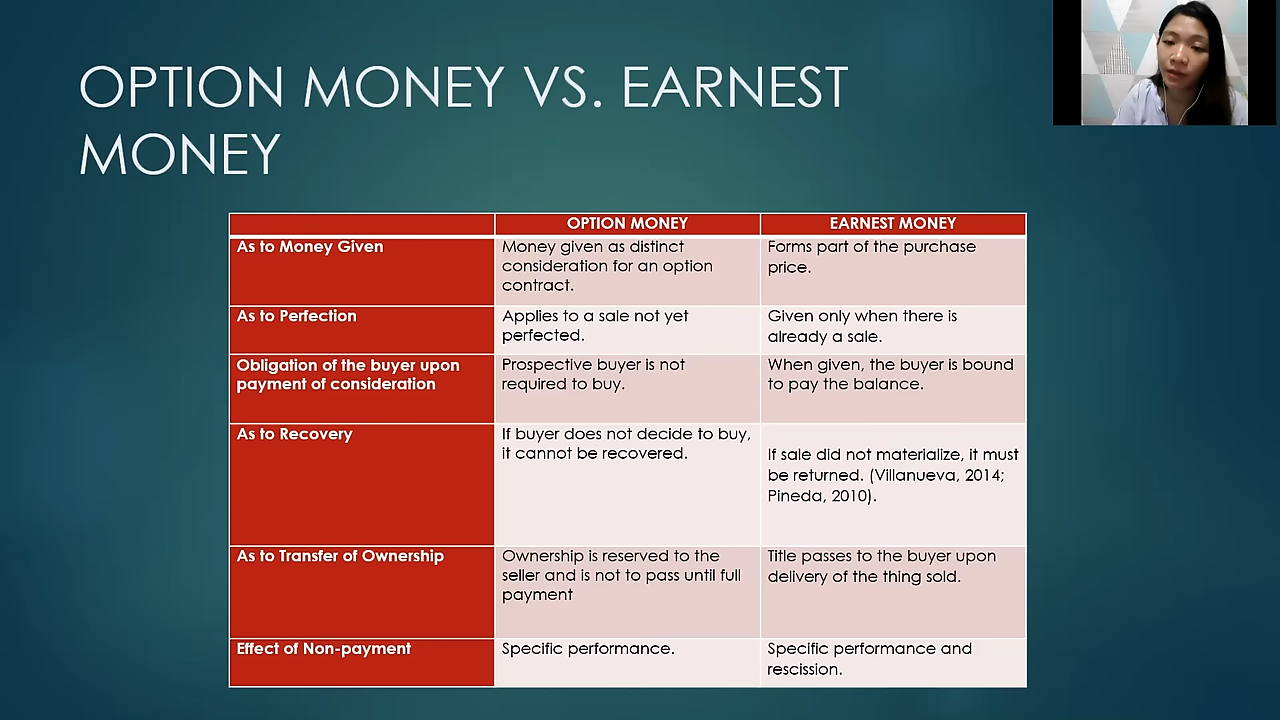 OPTION MONEY VS. EARNEST
MONEY
OPTION MONEY
EARNEST MONEY
As to Money Given
Money given as distinct
consideration for an option
contract.
Forms part of the purchase
price.
As to Perfection
Applies to a sale not yet
perfected.
Given only when there is
already a sale.
Obligation of the buyer upon
payment of consideration
Prospective buyer is not
required to buy.
When given, the buyer is bound
to pay the balance.
As to Recovery
If buyer does not decide to buy,
it cannot be recovered.
If sale did not materialize, it must
be returned. (Villanueva, 2014;
Pineda, 2010).
As to Transfer of Ownership
Ownership is reserved to the
seller and is not to pass until full
payment
Title passes to the buyer upon
delivery of the thing sold.
Effect of Non-payment
Specific performance.
Specific performance and
rescission.